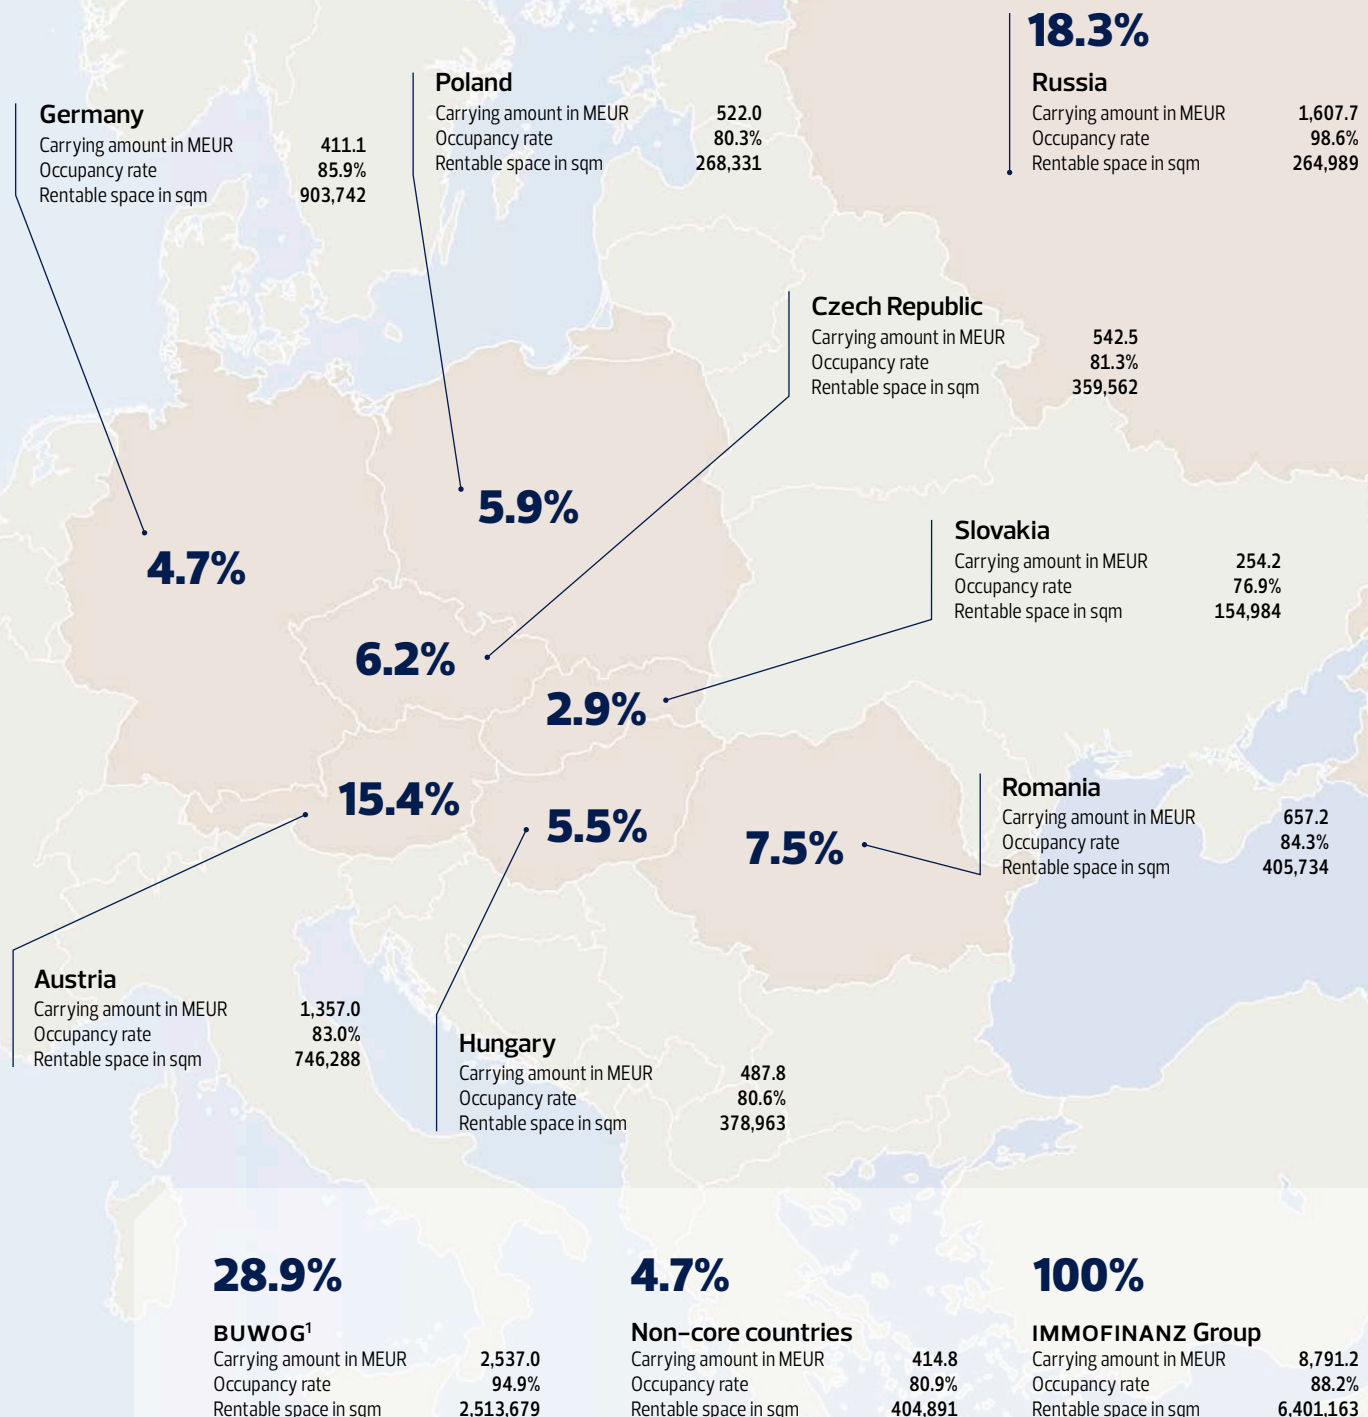 18.3%
Russia
Carrying amount in MEUR 1,607.7
Occupancy rate 98.6%
Rentable space in sqm 264,989
Poland
Carrying amount in MEUR 522.0
Occupancy rate 80.3%
Rentable space in sqm 268,331
Germany
Carrying amount in MEUR 411.1
Occupancy rate 85.9%
Rentable space in sqm 903,742
Czech Republic
Carrying amount in MEUR 542.5
Occupancy rate 81.3%
Rentable space in sqm 359,562
5.9%
4.7%
Slovakia
Carrying amount in MEUR 254.2
Occupancy rate 76.9%
Rentable space in sqm 154,984
6.2%
2.9%
15.4%
5.5%
7.5%
Romania
Carrying amount in MEUR 657.2
Occupancy rate 84.3%
Rentable space in sqm 405,734
Austria
Carrying amount in MEUR 1,357.0
Occupancy rate 83.0%
Rentable space in sqm 746,288
Hungary
Carrying amount in MEUR 487.8
Occupancy rate 80.6%
Rentable space in sqm 378,963
28.9%
BUWOG¹
Carrying amount in MEUR 2,537.0
Occupancy rate 94.9%
Rentable space in sqm 2,513,679
4.7%
Non-core countries
Carrying amount in MEUR 414.8
Occupancy rate 80.9%
Rentable space in sqm 404,891
100%
IMMOFINANZ Group
Carrying amount in MEUR 8,791.2
Occupancy rate 88.2%
Rentable space in sqm 6,401,163